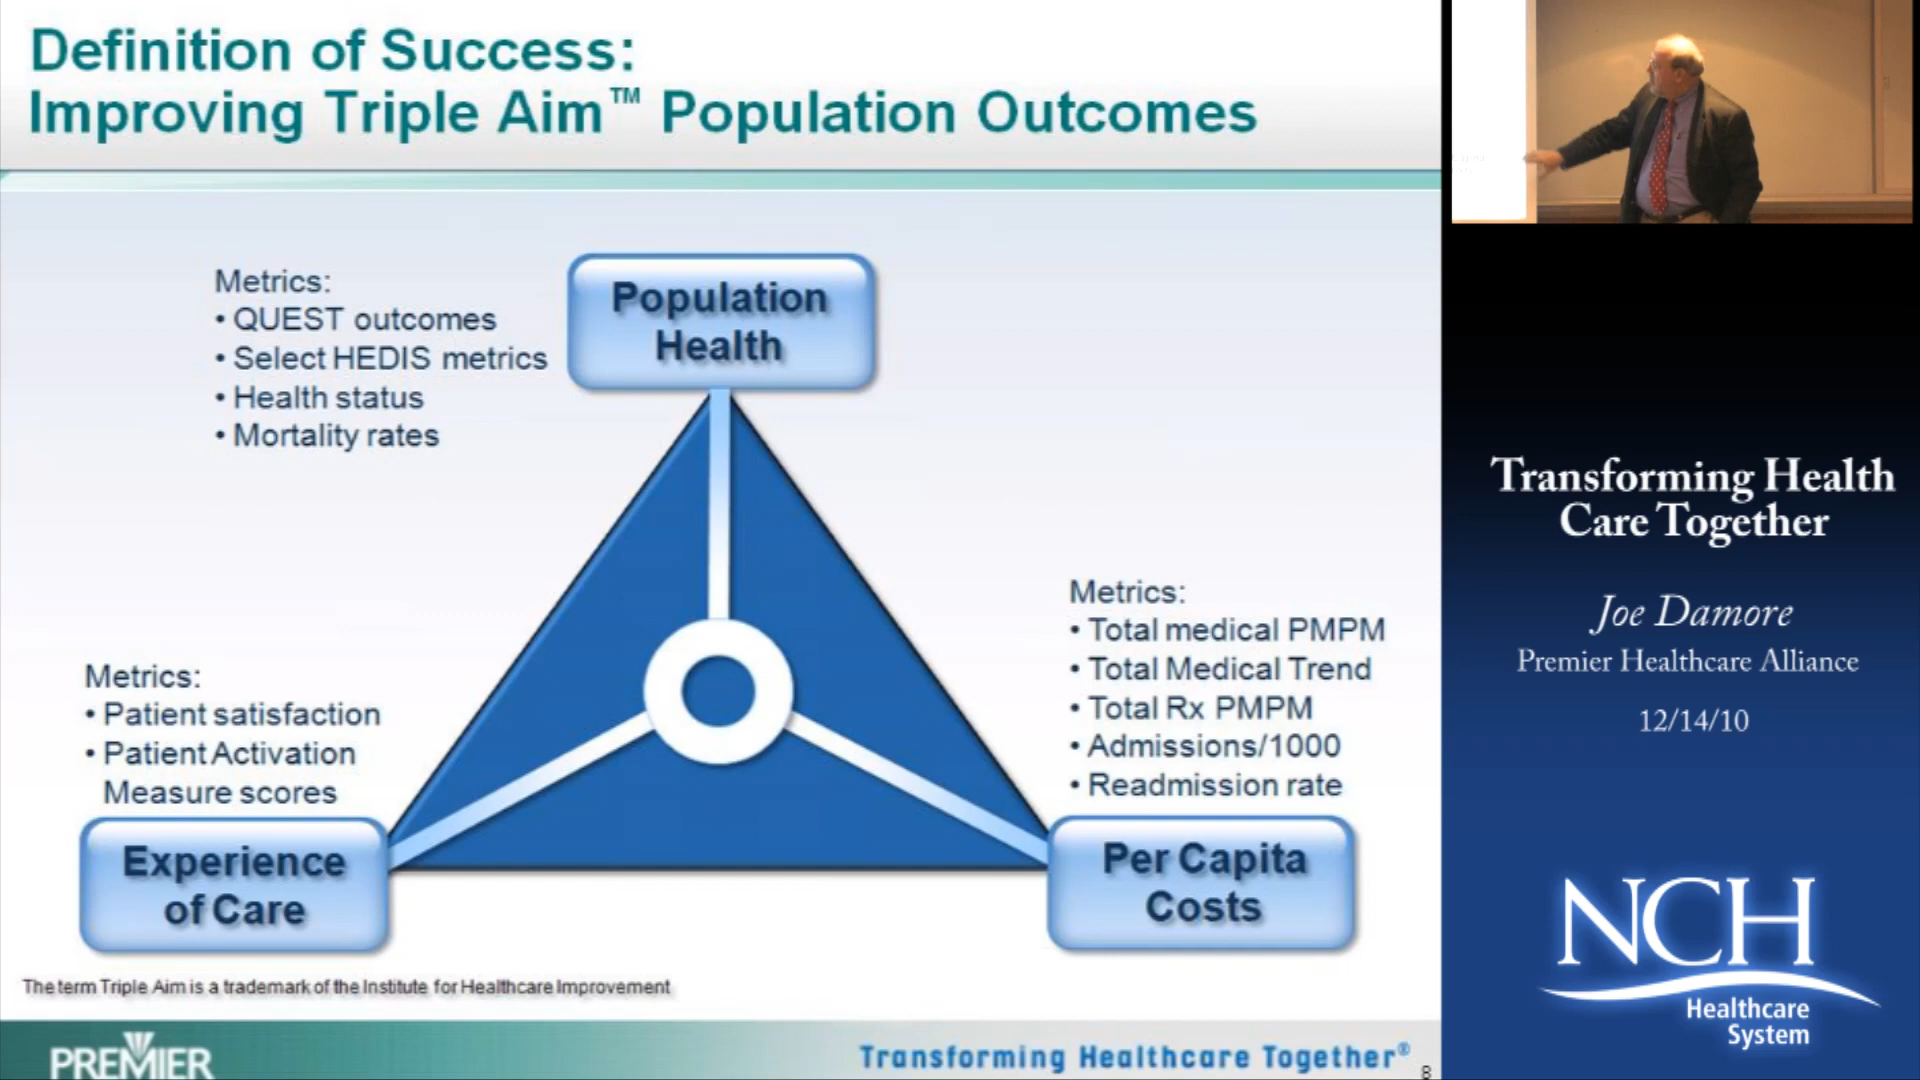 Definition of Success:
Improving Triple Aim™ Population Outcomes
Metrics:
• QUEST outcomes
• Select HEDIS metrics
• Health status
• Mortality rates
Population
Health
Metrics:
• Patient satisfaction
• Patient Activation
Measure scores
Experience
of Care
Metrics:
• Total medical PMPM
• Total Medical Trend
• Total Rx PMPM
• Admissions/1000
• Readmission rate
Per Capita
Costs
The term Triple Aim is a trademark of the Institute for Healthcare Improvement
PREMIER
Transforming Healthcare Together®
8
Transforming Health
Care Together
Joe Damore
Premier Healthcare Alliance
12/14/10
NCH
Healthcare
System